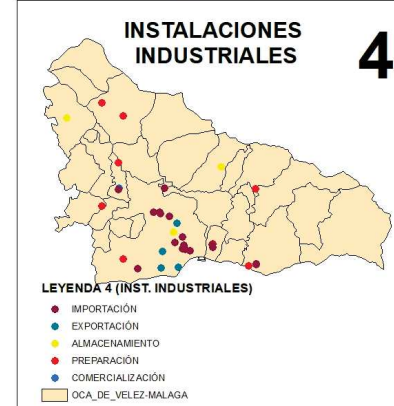 INSTALACIONES
INDUSTRIALES
4
LEYENDA 4 (INST. INDUSTRIALES)
IMPORTACIÓN
EXPORTACIÓN
ALMACENAMIENTO
PREPARACIÓN
COMERCIALIZACIÓN
OCA_DE_VELEZ-MALAGA